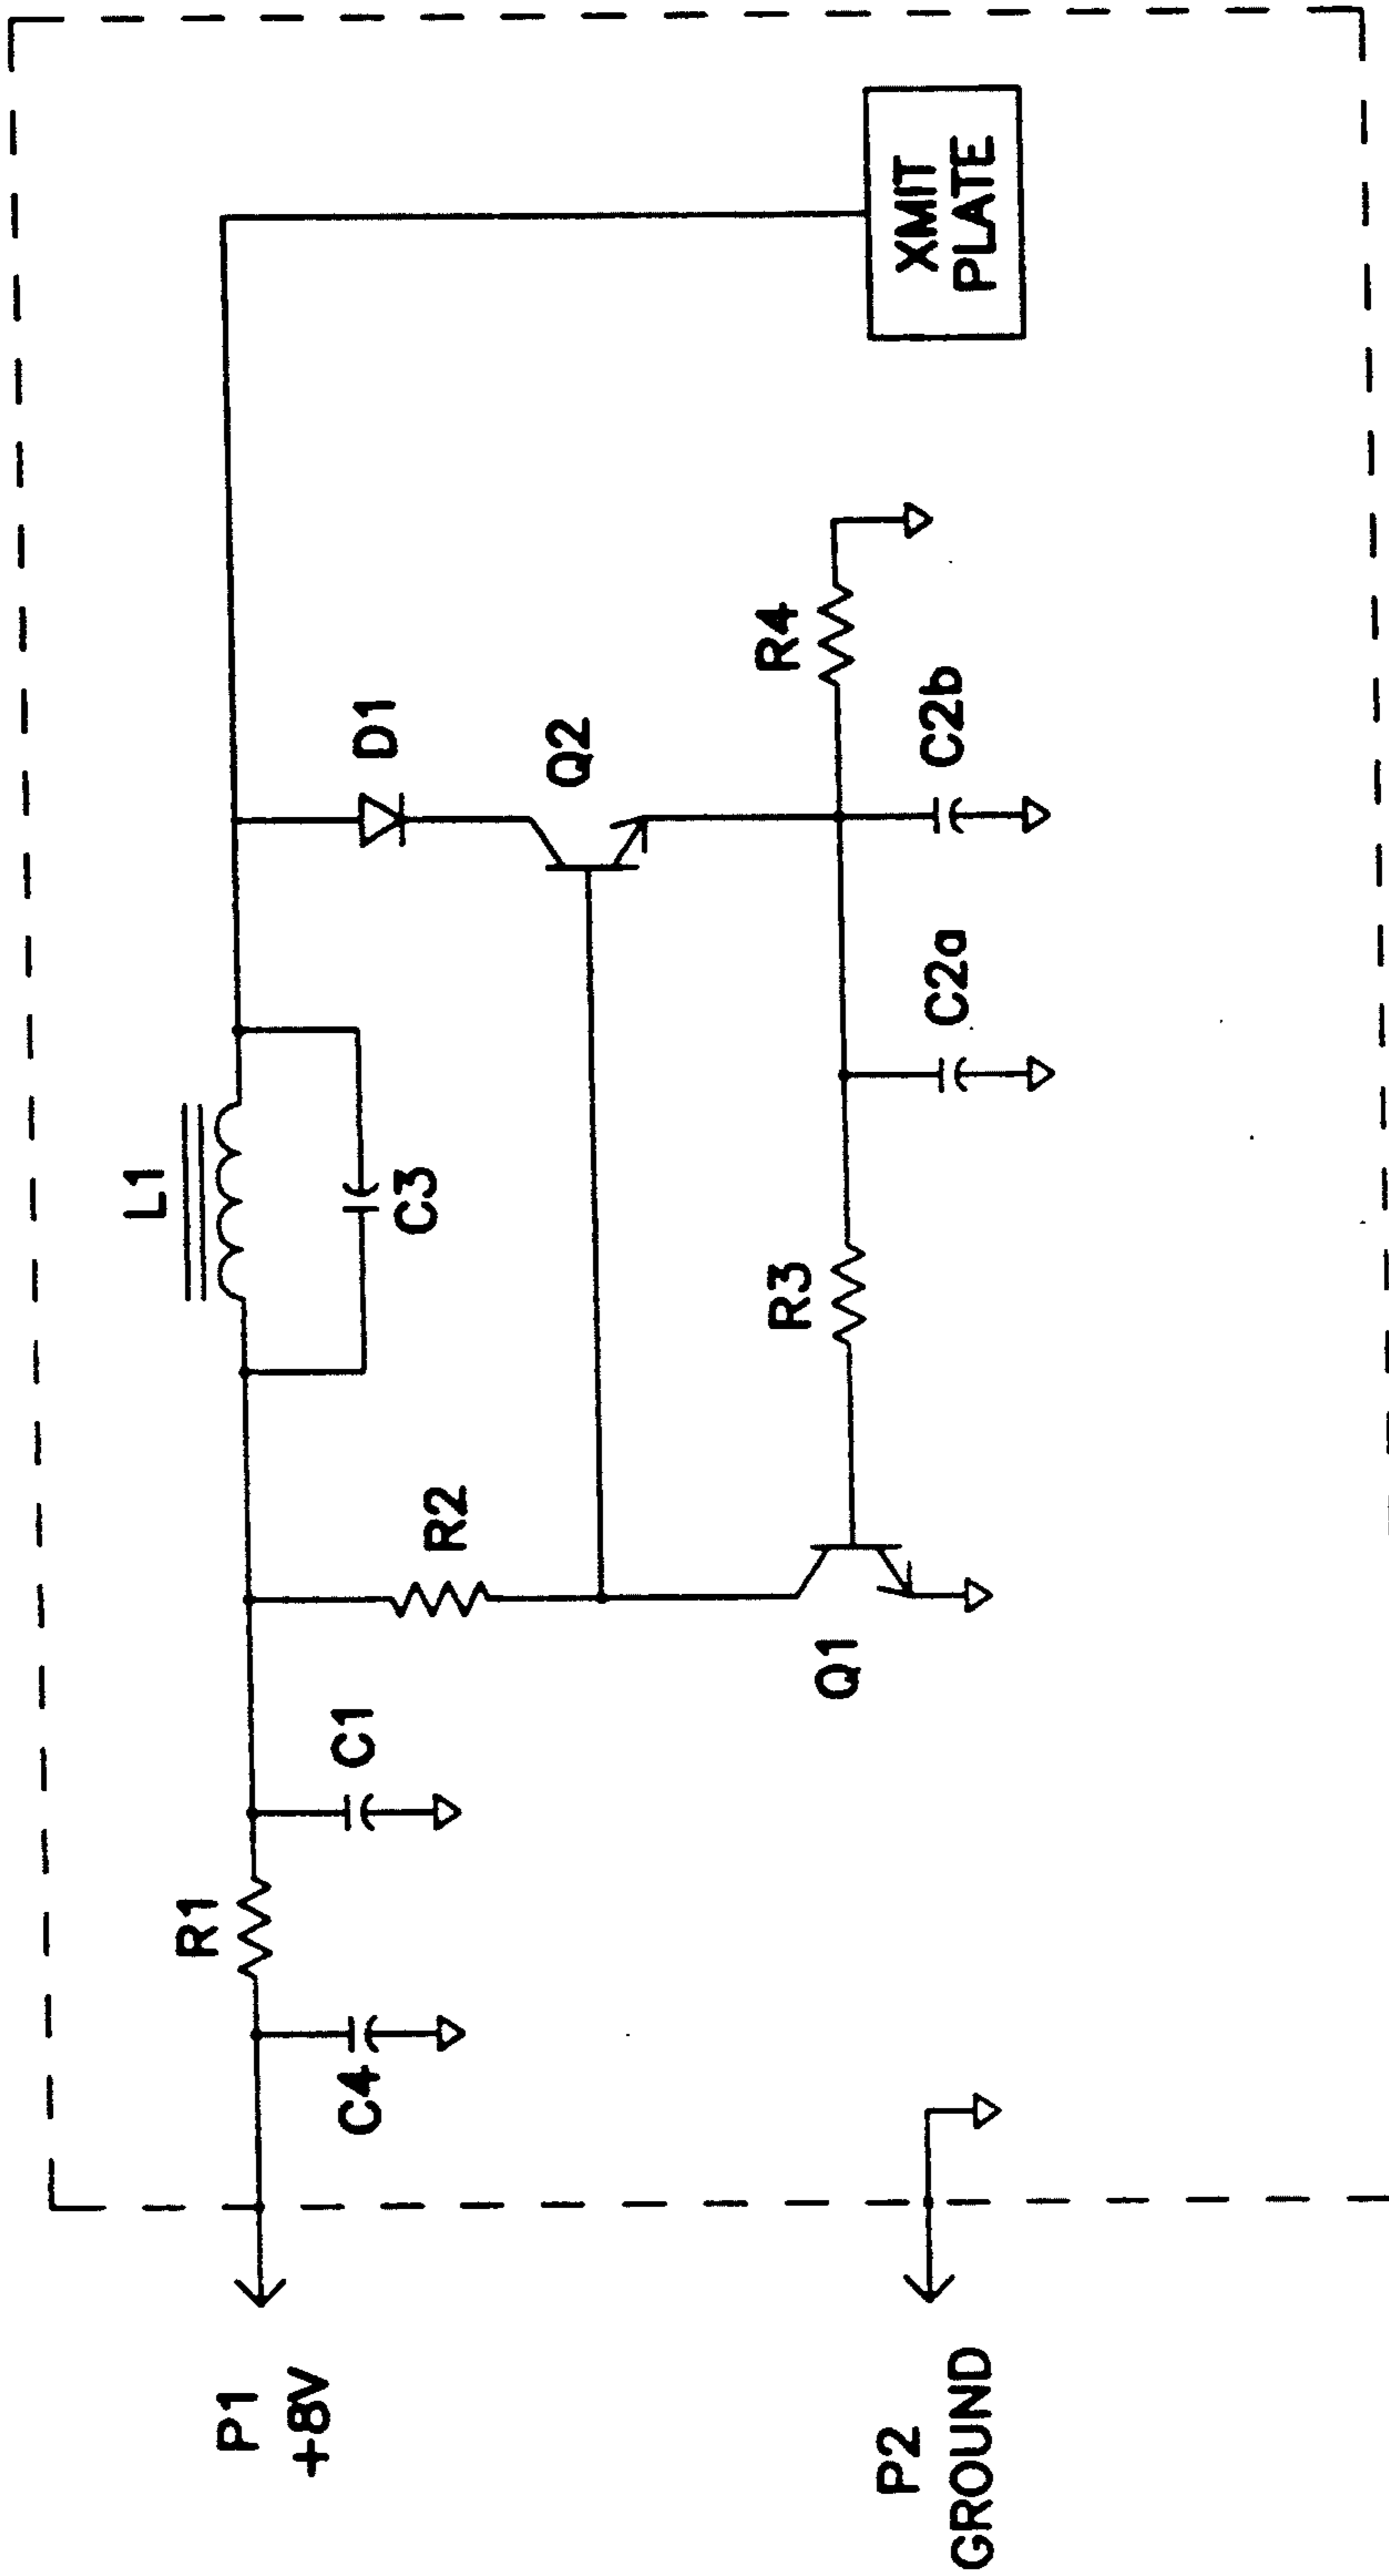 P1
+8V
C4
R1
C1
R2
L1
C3
D1
Q2
XMIT
PLATE
Q1
R3
C2a
R4
C2b
P2
GROUND